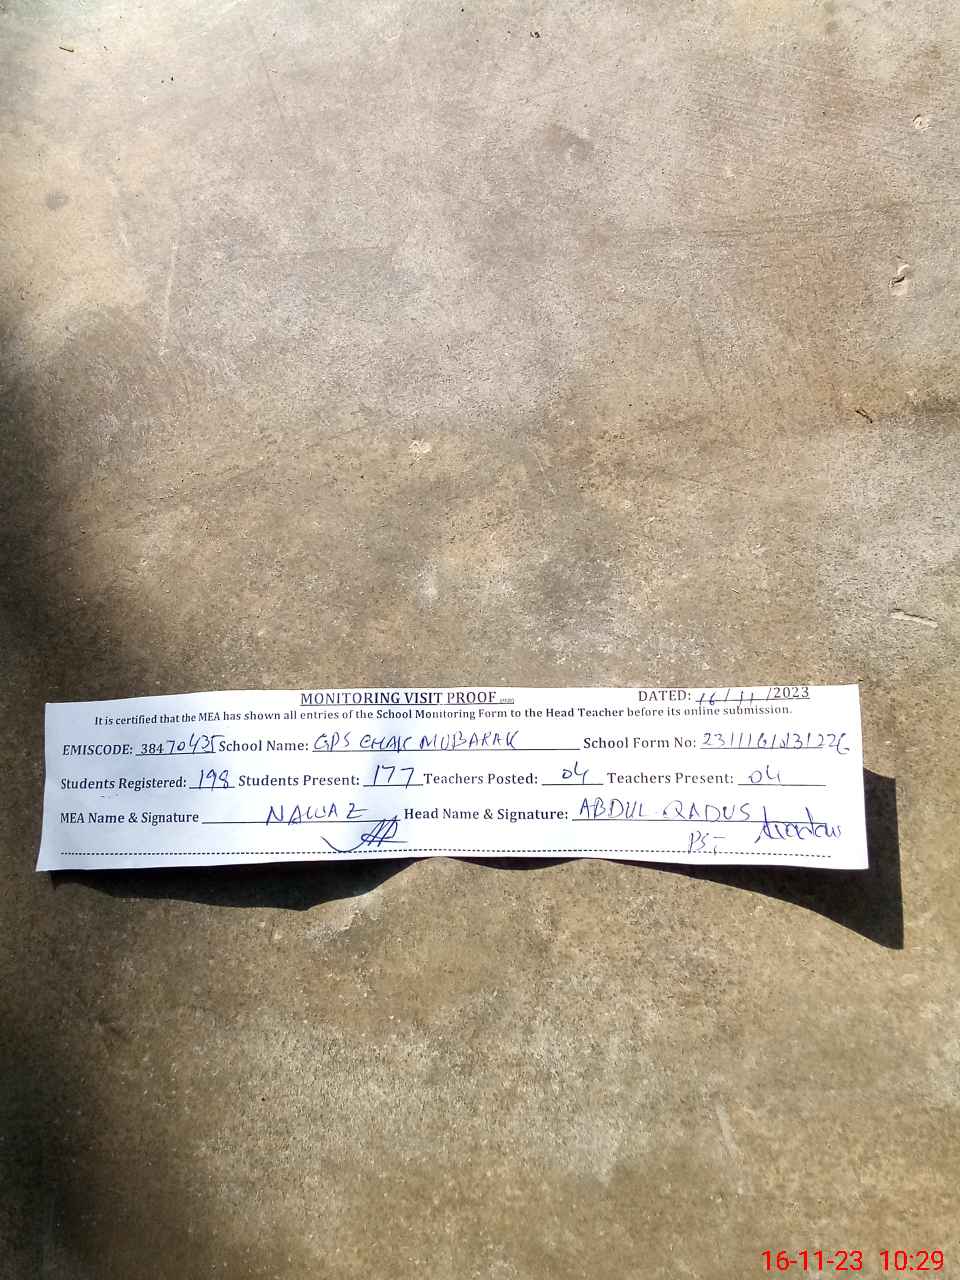 MONITORING VISIT PROOF DATED: 16/11/2023
It is certified that the MEA has shown all entries of the School Monitoring Form to the Head Teacher before its online submission.
EMISCODE: 38470435 School Name: GPS CHAK MUBARAK School Form No:
Students Registered: 198 Students Present: 177 Teachers Posted: 04 Teachers Present: 04
MEA Name & Signature NAWAZ Head Name & Signature: ABDUL QADUS
PST
16-11-23 10:29